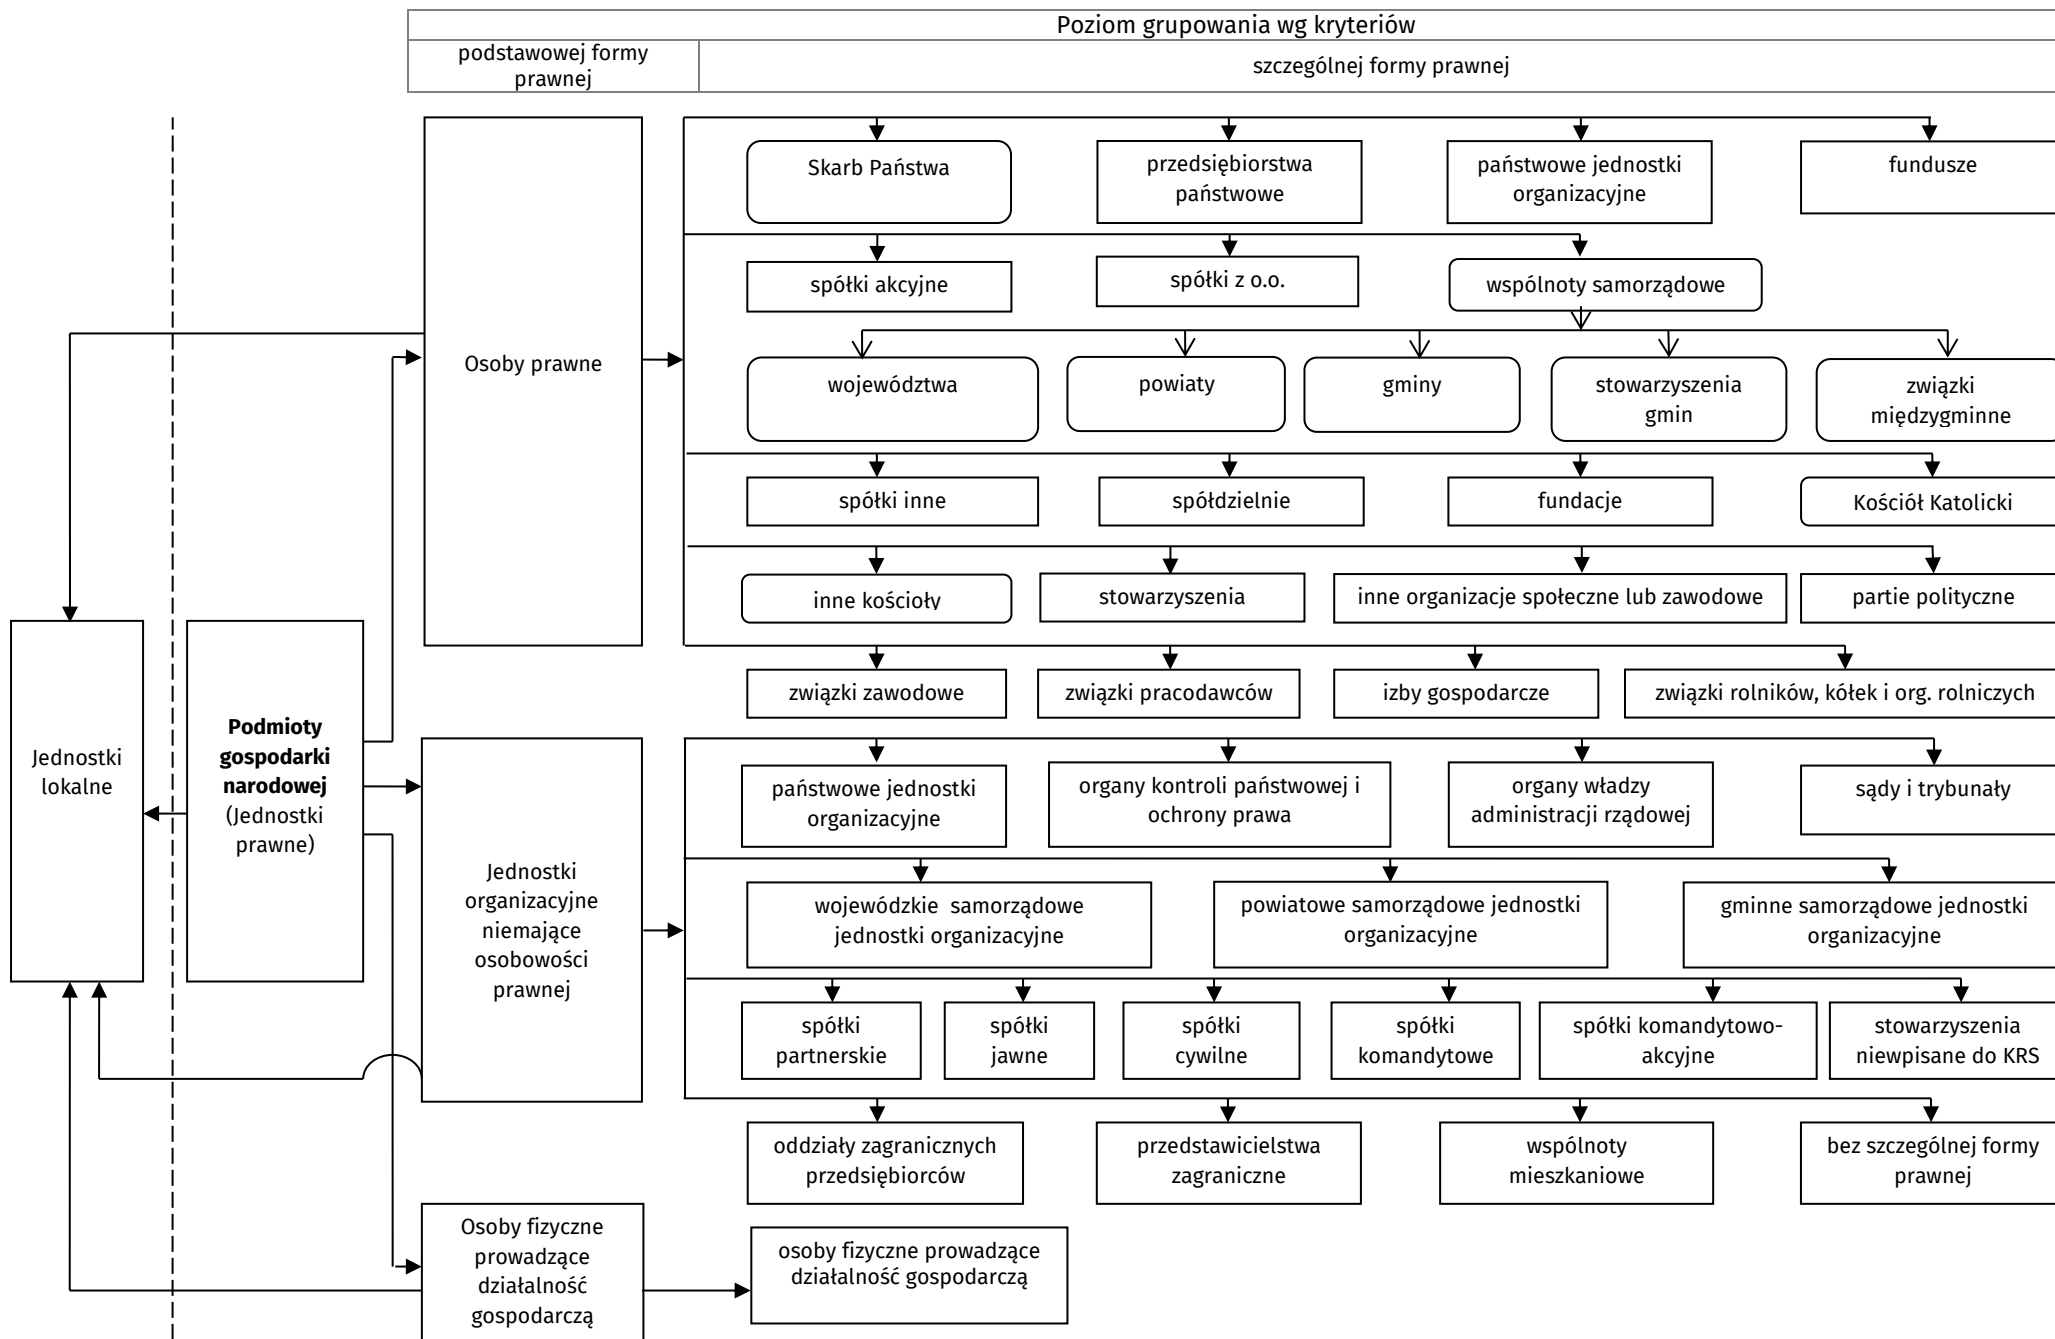 Poziom grupowania wg kryteriów
podstawowej formy
prawnej
szczególnej formy prawnej
Skarb Państwa
przedsiębiorstwa
państwowe
państwowe jednostki
organizacyjne
fundusze
spółki akcyjne
spółki z o.o.
wspólnoty samorządowe
Osoby prawne
województwa
powiaty
gminy
stowarzyszenia
gmin
związki
międzygminne
spółki inne
spółdzielnie
fundacje
Kościół Katolicki
inne kościoły
stowarzyszenia
inne organizacje społeczne lub zawodowe
partie polityczne
związki zawodowe
związki pracodawców
izby gospodarcze
związki rolników, kółek i org. rolniczych
Jednostki
lokalne
Podmioty
gospodarki
narodowej
(Jednostki
prawne)
Jednostki
organizacyjne
niemające
osobowości
prawnej
państwowe jednostki
organizacyjne
organy kontroli państwowej i
ochrony prawa
organy władzy
administracji rządowej
sądy i trybunały
wojewódzkie  samorządowe
jednostki organizacyjne
powiatowe samorządowe jednostki
organizacyjne
gminne samorządowe jednostki
organizacyjne
spółki
partnerskie
spółki
jawne
spółki
cywilne
spółki
komandytowe
spółki komandytowo-
akcyjne
stowarzyszenia
niewpisane do KRS
oddziały zagranicznych
przedsiębiorców
przedstawicielstwa
zagraniczne
wspólnoty
mieszkaniowe
bez szczególnej formy
prawnej
Osoby fizyczne
prowadzące
działalność
gospodarczą
osoby fizyczne prowadzące
działalność gospodarczą